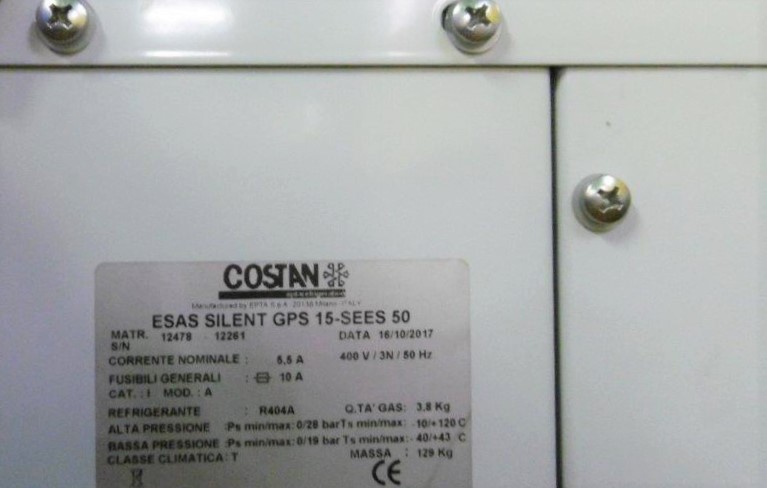 COSTAN
Manufactured by EPTA S.p.A. 20138 Milano ITALY
ESAS SILENT GPS 15-SEES 50
MATR. 12478 12261 DATA 16/10/2017
S/N
CORRENTE NOMINALE : 5,5 A 400 V / 3N / 50 Hz
FUSIBILI GENERALI : 10 A
CAT. : I MOD. : A
REFRIGERANTE : R404A Q.TA' GAS: 3,8 Kg
ALTA PRESSIONE :Ps min/max: 0/28 bar Ts min/max: -10/+120 C
BASSA PRESSIONE :Ps min/max: 0/19 bar Ts min/max: -40/+43 C
CLASSE CLIMATICA : T MASSA : 129 Kg
CE